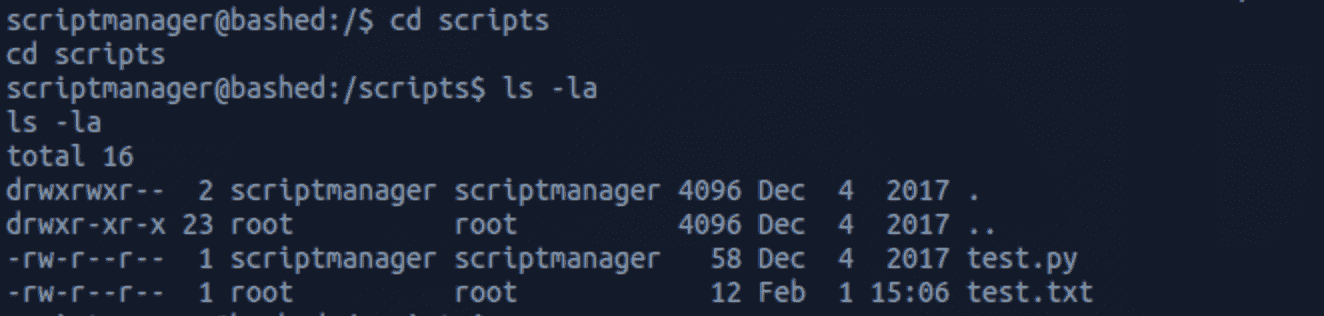 scriptmanager@bashed:/$ cd scripts
cd scripts
scriptmanager@bashed:/scripts$ ls -la
ls -la
total 16
drwxrwxr--  2 scriptmanager scriptmanager 4096 Dec  4  2017 .
drwxr-xr-x 23 root          root          4096 Dec  4  2017 ..
-rw-r--r--  1 scriptmanager scriptmanager   58 Dec  4  2017 test.py
-rw-r--r--  1 root          root            12 Feb  1 15:06 test.txt